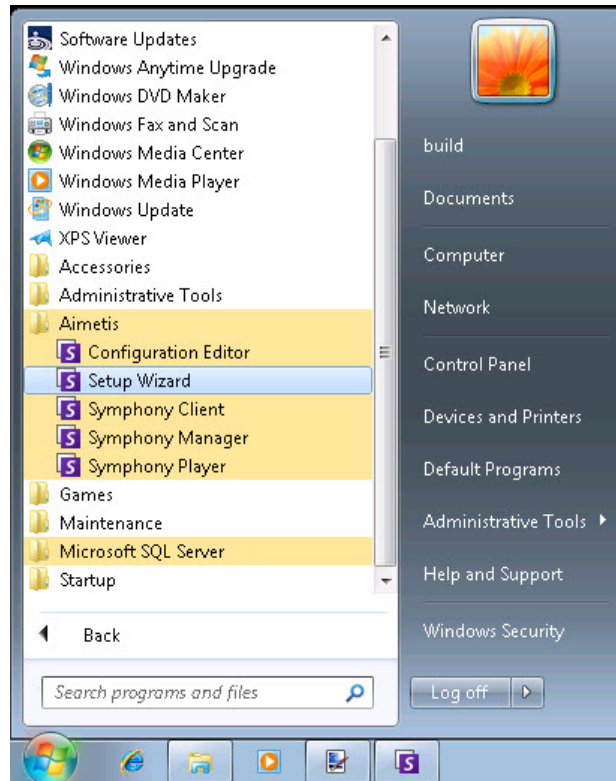 Software Updates
Windows Anytime Upgrade
Windows DVD Maker
Windows Fax and Scan
Windows Media Center
Windows Media Player
Windows Update
XPS Viewer
Accessories
Administrative Tools
Aimetis
Configuration Editor
Setup Wizard
Symphony Client
Symphony Manager
Symphony Player
Games
Maintenance
Microsoft SQL Server
Startup
Back
Search programs and files
build
Documents
Computer
Network
Control Panel
Devices and Printers
Default Programs
Administrative Tools
Help and Support
Windows Security
Log off